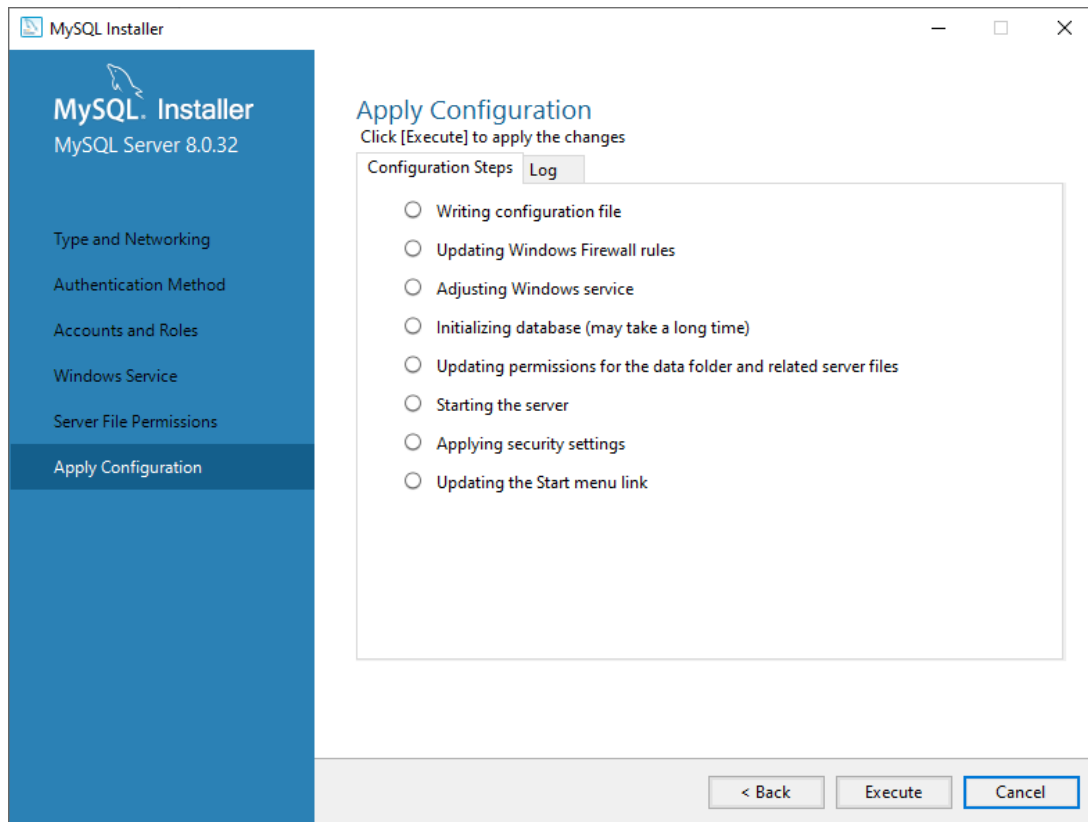 MySQL Installer
MySQL. Installer
MySQL Server 8.0.32
Type and Networking
Authentication Method
Accounts and Roles
Windows Service
Server File Permissions
Apply Configuration
Apply Configuration
Click [Execute] to apply the changes
Configuration Steps
Log
Writing configuration file
Updating Windows Firewall rules
Adjusting Windows service
Initializing database (may take a long time)
Updating permissions for the data folder and related server files
Starting the server
Applying security settings
Updating the Start menu link
< Back
Execute
Cancel